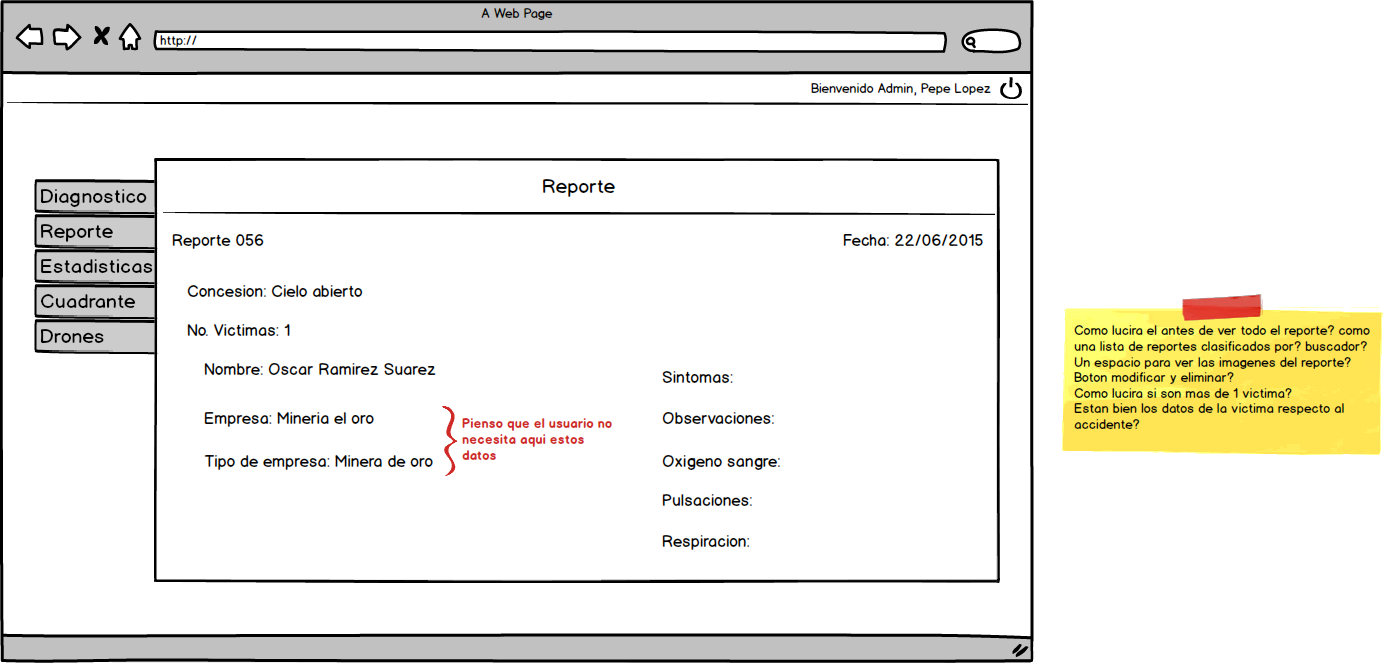 A Web Page
http://
Bienvenido Admin, Pepe Lopez
Reporte
Diagnostico
Reporte
Estadisticas
Cuadrante
Drones
Reporte 056
Fecha: 22/06/2015
Concesion: Cielo abierto
No. Victimas: 1
Nombre: Oscar Ramirez Suarez
Empresa: Mineria el oro
Tipo de empresa: Minera de oro
Pienso que el usuario no
necesita aqui estos
datos
Sintomas:
Observaciones:
Oxigeno sangre:
Pulsaciones:
Respiracion:
Como lucira el antes de ver todo el reporte? como
una lista de reportes clasificados por? buscador?
Un espacio para ver las imagenes del reporte?
Boton modificar y eliminar?
Como lucira si son mas de 1 victima?
Estan bien los datos de la victima respecto al
accidente?